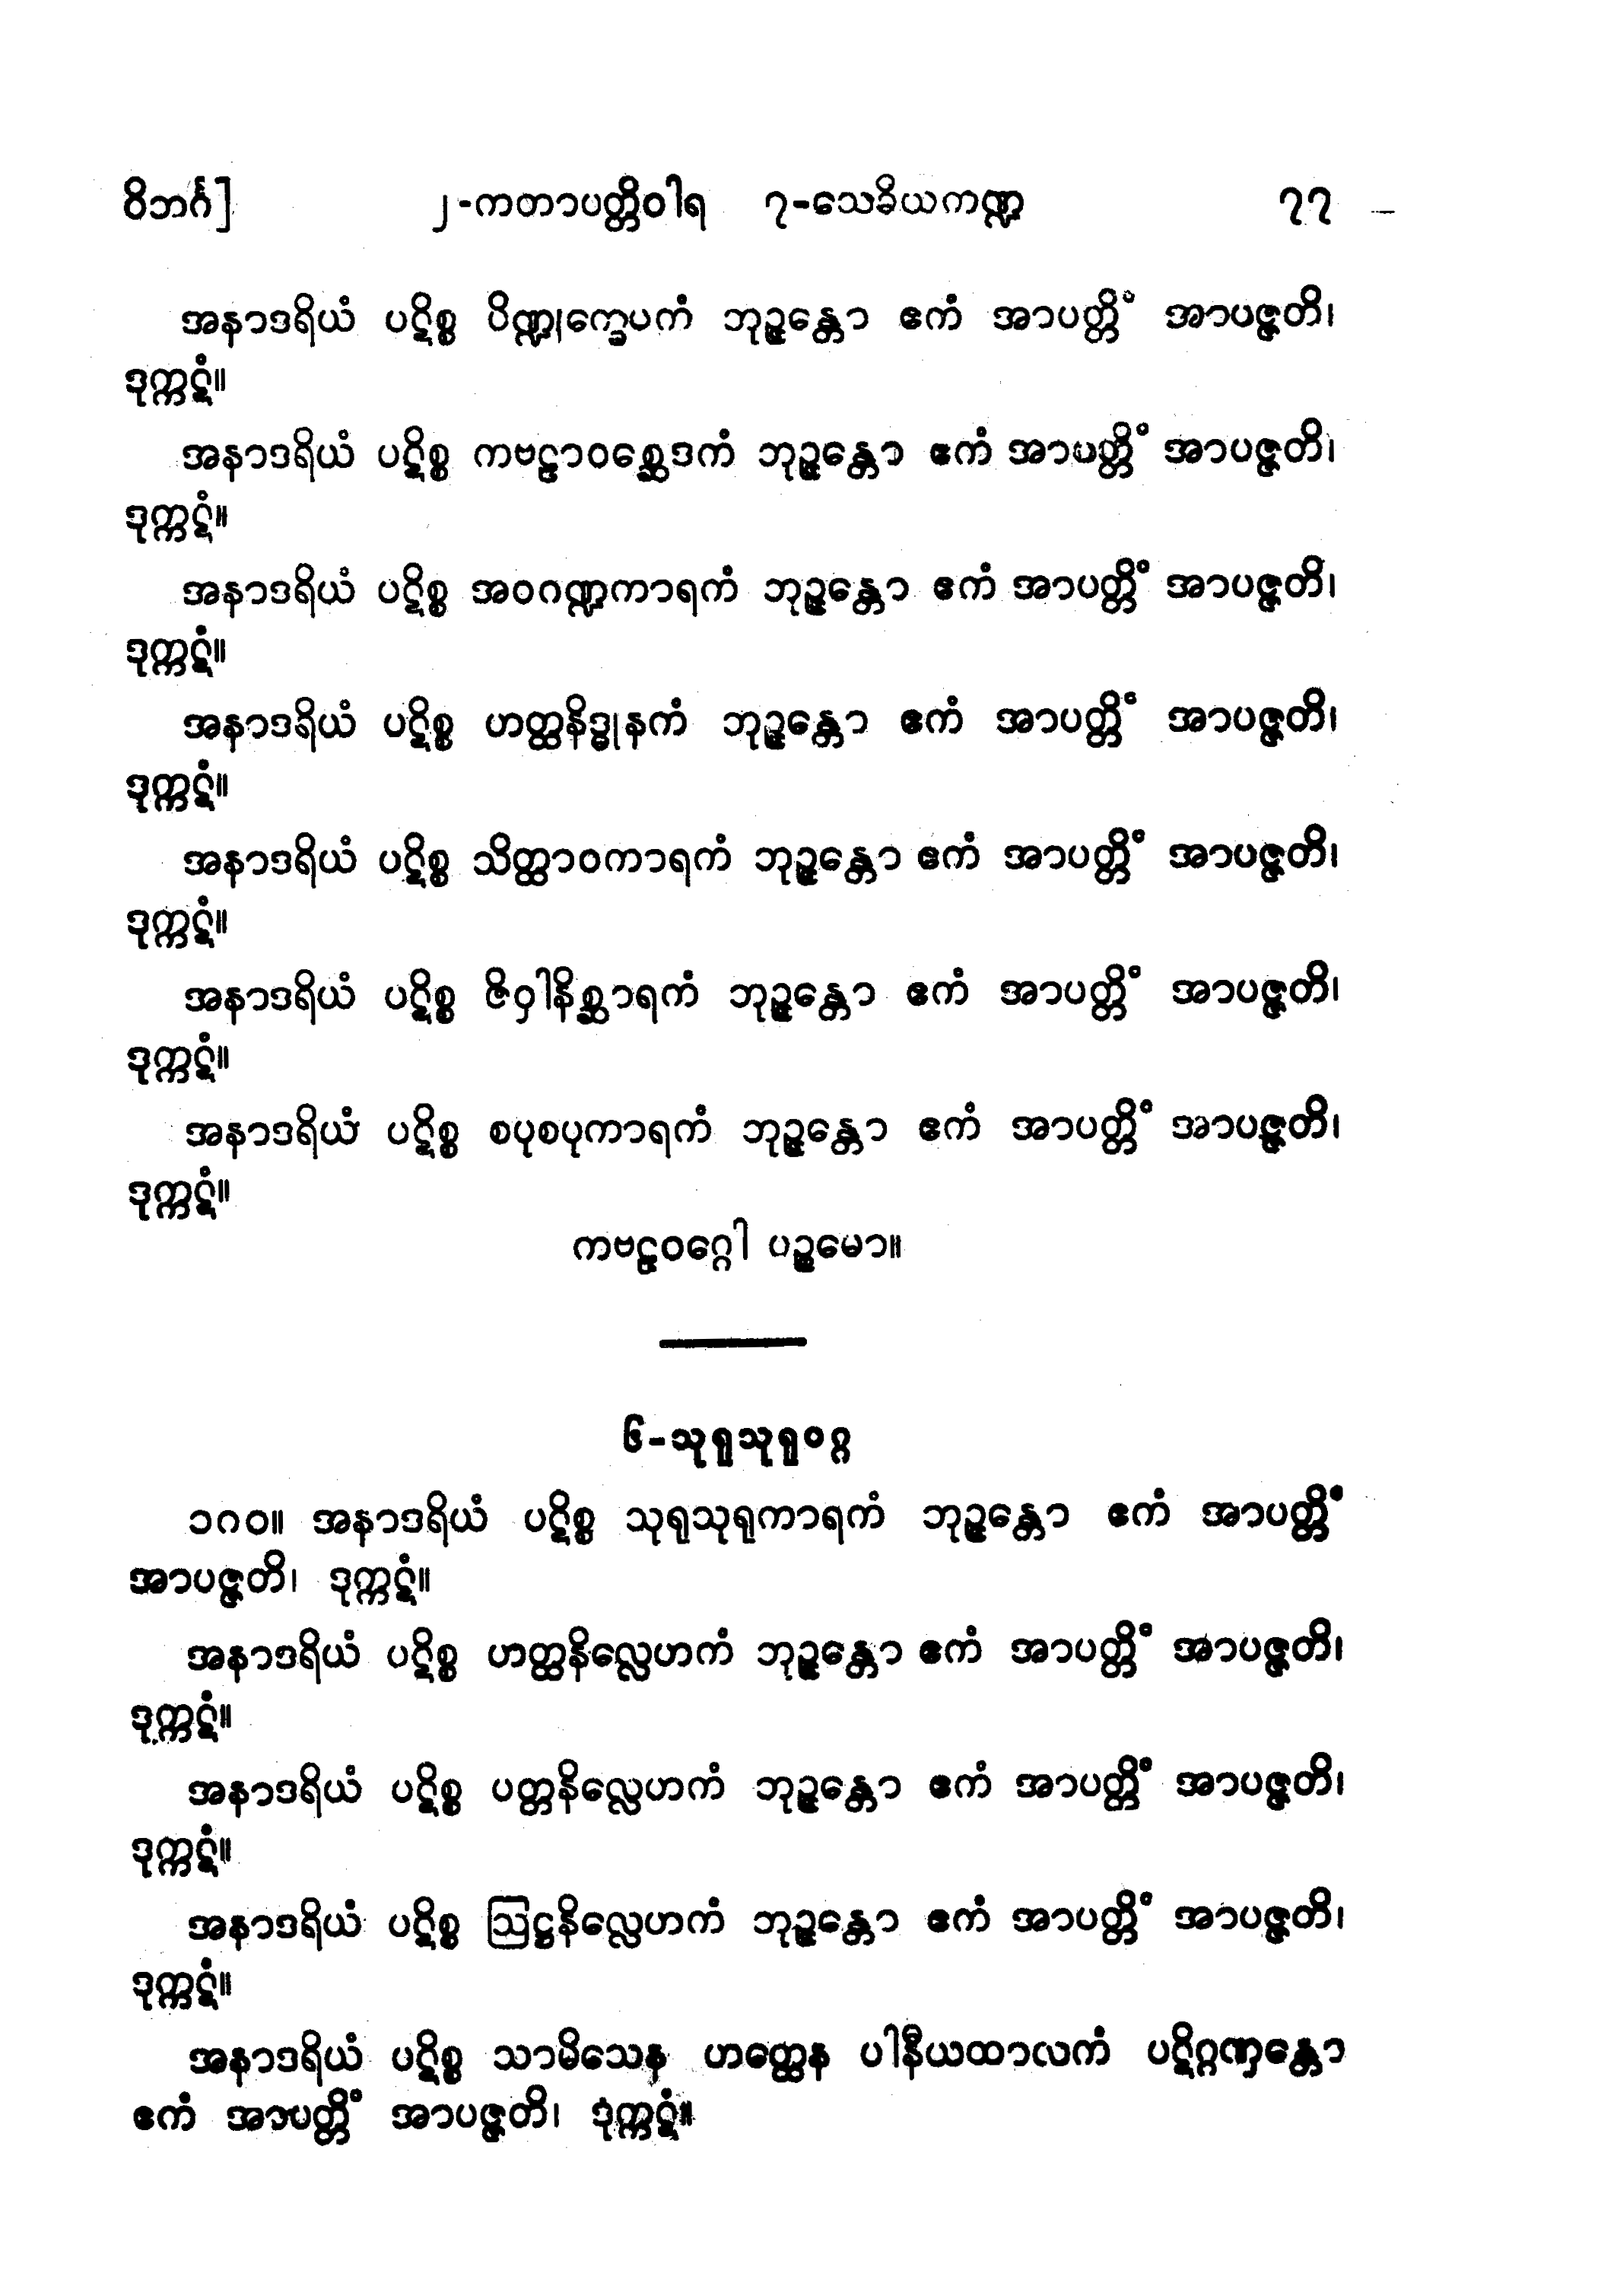 ဝိဘင်္ဂ]	၂-ကတာပတ္တိဝါရ ၇-သေခိယကဏ္ဍ	၇၇
အနာဒရိယံ ပဋိစ္စ ပိဏ္ဍုက္ခေပကံ ဘုဉ္ဇန္တော ဧကံ အာပတ္တိံ အာပဇ္ဇတိ၊
ဒုက္ကဋံ။
အနာဒရိယံ ပဋိစ္စ ကဗဠာဝစ္ဆေဒကံ ဘုဉ္ဇန္တော ဧကံ အာပတ္တိံ အာပဇ္ဇတိ၊
ဒုက္ကဋံ။
အနာဒရိယံ ပဋိစ္စ အဝဂဏ္ဍကာရကံ ဘုဉ္ဇန္တော ဧကံ အာပတ္တိံ အာပဇ္ဇတိ၊
ဒုက္ကဋံ။
အနာဒရိယံ ပဋိစ္စ ဟတ္ထနိဒ္ဓုနကံ ဘုဉ္ဇန္တော ဧကံ အာပတ္တိံ အာပဇ္ဇတိ၊
ဒုက္ကဋံ။
အနာဒရိယံ ပဋိစ္စ သိတ္ထာဝကာရကံ ဘုဉ္ဇန္တော ဧကံ အာပတ္တိံ အာပဇ္ဇတိ၊
ဒုက္ကဋံ။
အနာဒရိယံ ပဋိစ္စ ဇိဝှါနိစ္ဆာရကံ ဘုဉ္ဇန္တော ဧကံ အာပတ္တိံ အာပဇ္ဇတိ၊
ဒုက္ကဋံ။
အနာဒရိယံ ပဋိစ္စ စပုစပုကာရကံ ဘုဉ္ဇန္တော ဧကံ အာပတ္တိံ အာပဇ္ဇတိ၊
ဒုက္ကဋံ။
ကဗဠဝဂ္ဂေါ ပဉ္စမော။
၆-သုရုသုရုဝဂ္ဂ
၁၈၀။ အနာဒရိယံ ပဋိစ္စ သုရုသုရုကာရကံ ဘုဉ္ဇန္တော ဧကံ အာပတ္တိံ
အာပဇ္ဇတိ၊ ဒုက္ကဋံ။
အနာဒရိယံ ပဋိစ္စ ဟတ္ထနိလ္လေဟကံ ဘုဉ္ဇန္တော ဧကံ အာပတ္တိံ အာပဇ္ဇတိ၊
ဒုက္ကဋံ။
အနာဒရိယံ ပဋိစ္စ ပတ္တနိလ္လေဟကံ ဘုဉ္ဇန္တော ဧကံ အာပတ္တိံ အာပဇ္ဇတိ၊
ဒုက္ကဋံ။
အနာဒရိယံ ပဋိစ္စ ဩဋ္ဌနိလ္လေဟကံ ဘုဉ္ဇန္တော ဧကံ အာပတ္တိံ အာပဇ္ဇတိ၊
ဒုက္ကဋံ။
အနာဒရိယံ ပဋိစ္စ သာမိသေန ဟတ္ထေန ပါနီယထာလကံ ပဋိဂ္ဂဏှန္တော
ဧကံ အာပတ္တိံ အာပဇ္ဇတိ၊ ဒုက္ကဋံ။